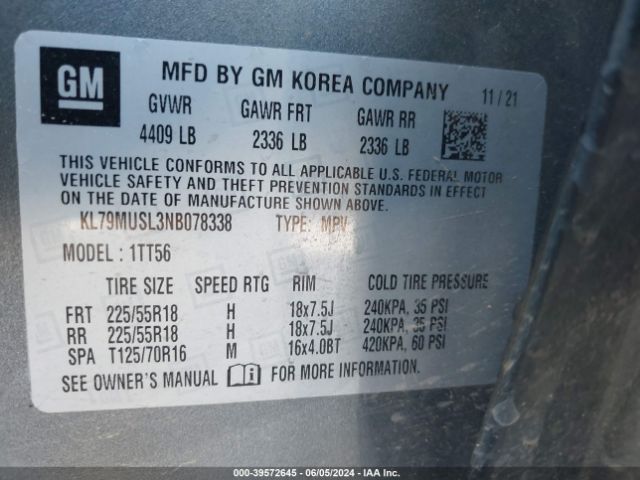 GM
MFD BY GM KOREA COMPANY 11 / 21
GVWR GAWR FRT GAWR RR
4409 LB 2336 LB 2336 LB
THIS VEHICLE CONFORMS TO ALL APPLICABLE U.S. FEDERAL MOTOR
VEHICLE SAFETY AND THEFT PREVENTION STANDARDS IN EFFECT
ON THE DATE OF MANUFACTURE SHOWN ABOVE.
KL79MUSL3NB078338 TYPE: MPV
MODEL : 1TT56
TIRE SIZE SPEED RTG RIM COLD TIRE PRESSURE
FRT 225/55R18 H 18x7.5J 240KPA, 35 PSI
RR 225/55R18 H 18x7.5J 240KPA, 35 PSI
SPA T125/70R16 M 16x4.0BT 420KPA, 60 PSI
SEE OWNER'S MANUAL FOR MORE INFORMATION.
000-39572645 - 06/05/2024 - IAA Inc.